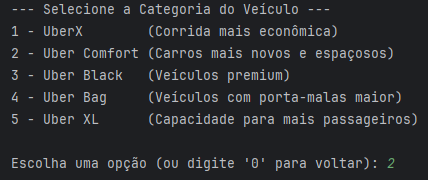 --- Selecione a Categoria do Veículo ---
1 - UberX       (Corrida mais econômica)
2 - Uber Comfort (Carros mais novos e espaçosos)
3 - Uber Black   (Veículos premium)
4 - Uber Bag     (Veículos com porta-malas maior)
5 - Uber XL      (Capacidade para mais passageiros)
Escolha uma opção (ou digite '0' para voltar): 2